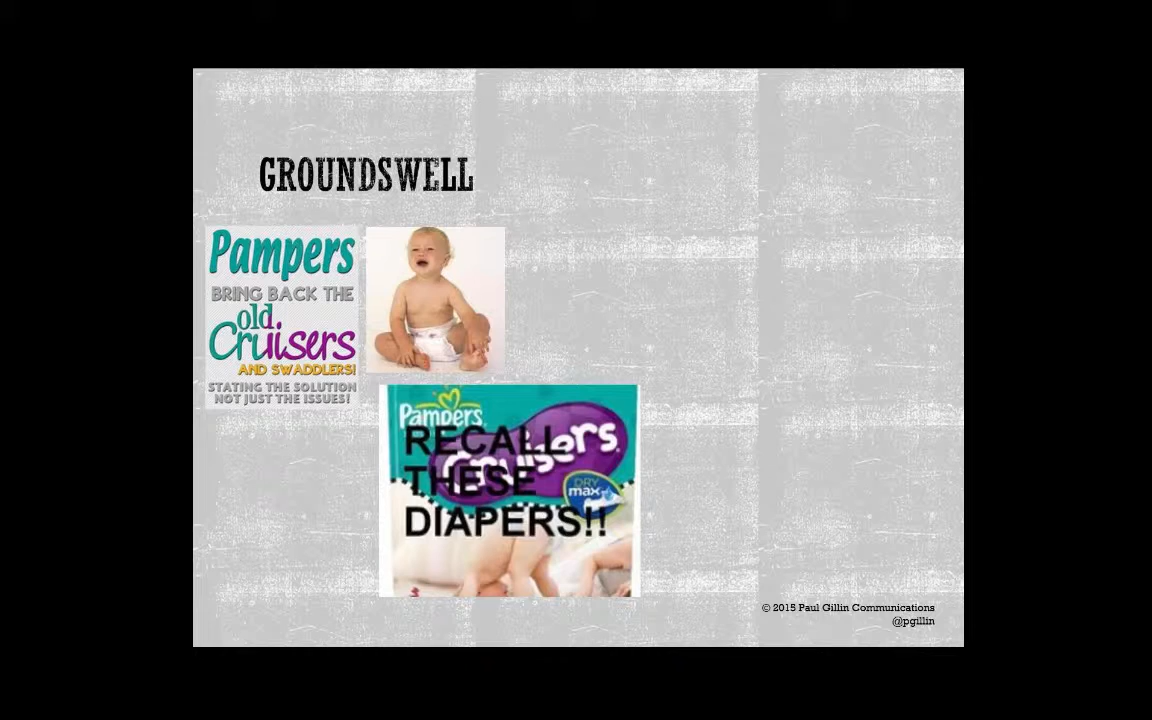 GROUNDSWELL
Pampers
BRING BACK THE
old
Cruisers
AND SWADDLERS!
STATING THE SOLUTION
NOT JUST THE ISSUES!
Pampers
Cruisers
RECALL
THESE
DIAPERS!!
DRY
max
© 2015 Paul Gillin Communications
@pgillin